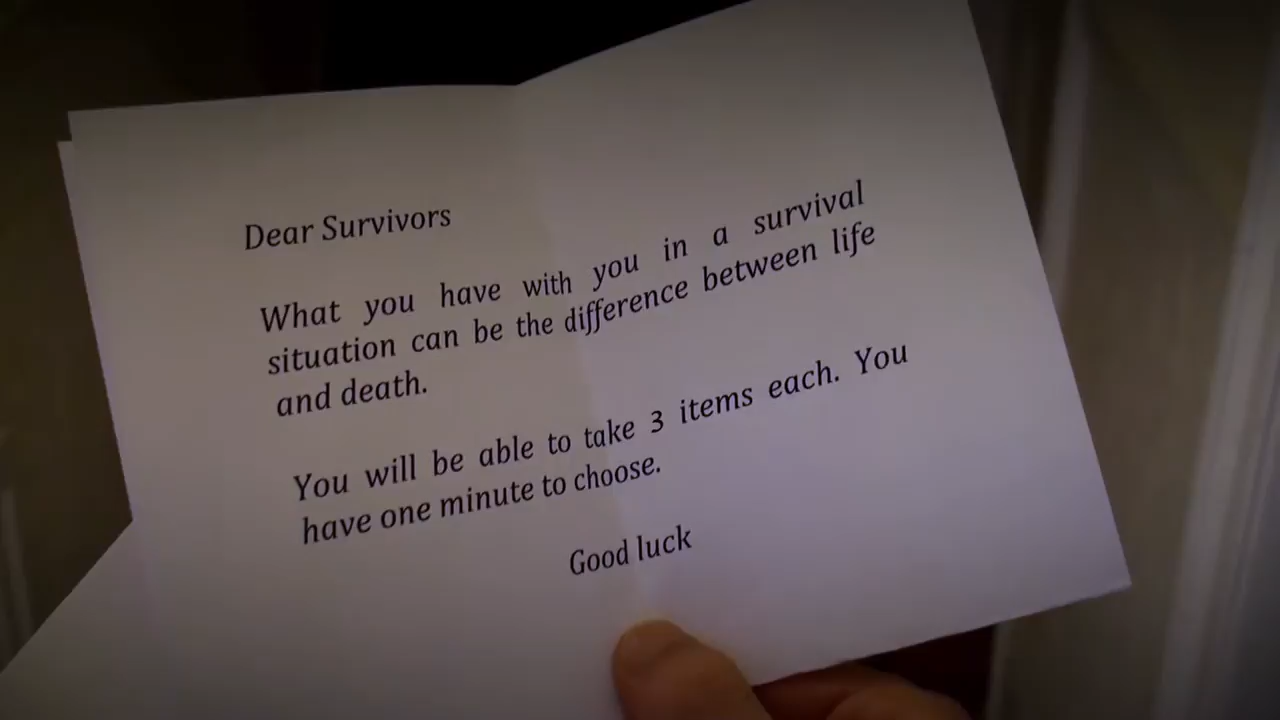 Dear Survivors
What you have with you in a survival
situation can be the difference between life
and death.
You will be able to take 3 items each. You
have one minute to choose.
Good luck